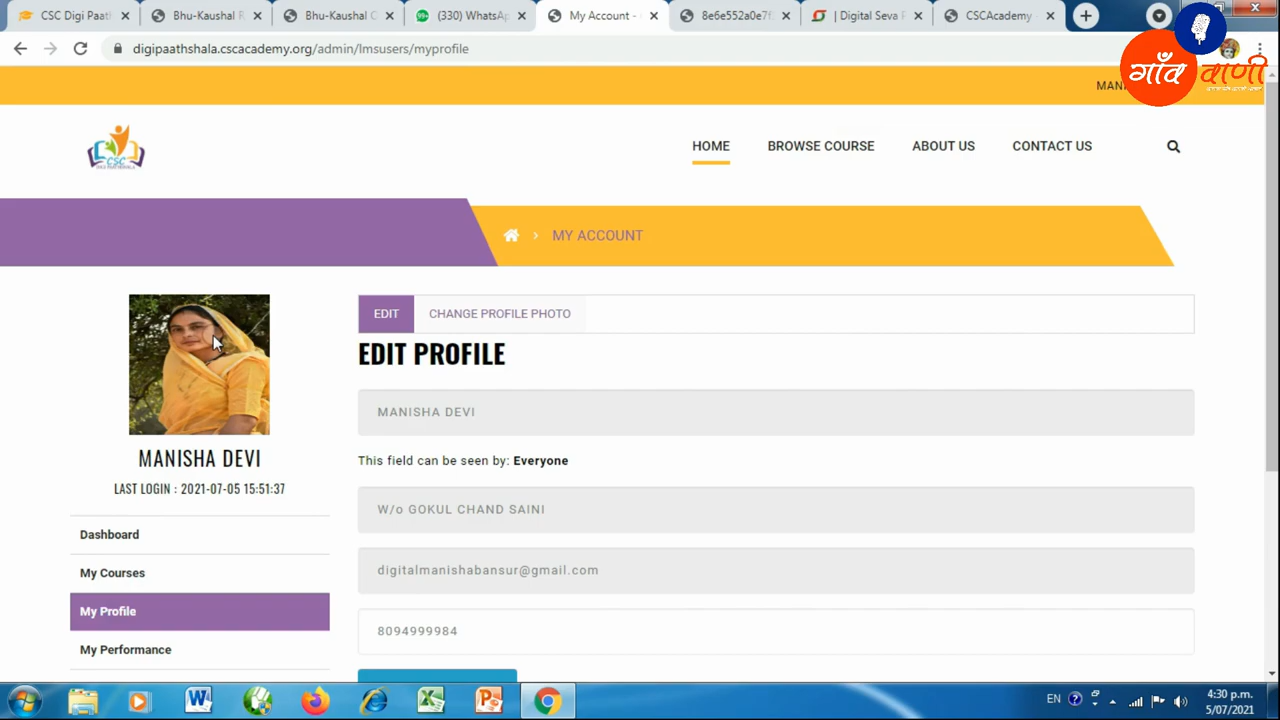 CSC Digi Paath
Bhu-Kaushal R
Bhu-Kaushal C
(330) WhatsAp
My Account -
8e6e552a0e7f
| Digital Seva P
CSCAcademy
digipaathshala.cscacademy.org/admin/lmsusers/myprofile
गाँव वाणी
MANI
CSC
HOME
BROWSE COURSE
ABOUT US
CONTACT US
MY ACCOUNT
EDIT
CHANGE PROFILE PHOTO
EDIT PROFILE
MANISHA DEVI
This field can be seen by: Everyone
W/o GOKUL CHAND SAINI
digitalmanishabansur@gmail.com
8094999984
MANISHA DEVI
LAST LOGIN : 2021-07-05 15:51:37
Dashboard
My Courses
My Profile
My Performance
EN
4:30 p.m.
5/07/2021